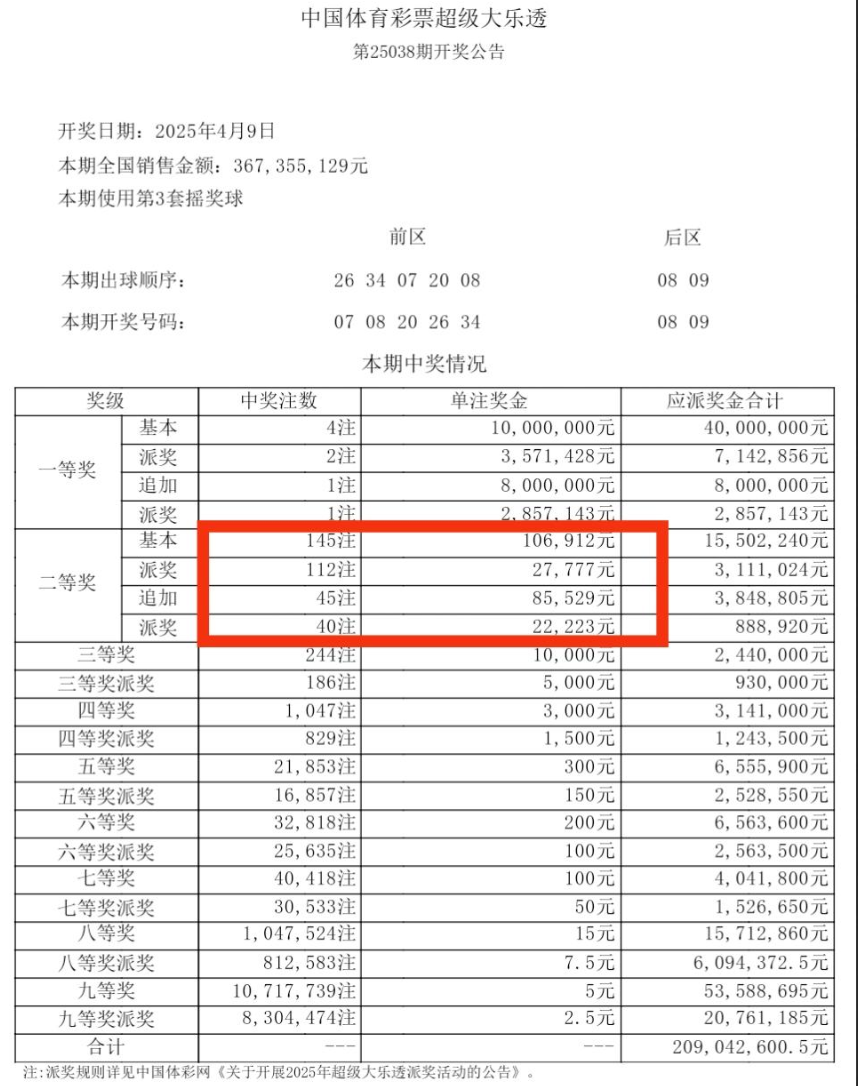 中国体育彩票超级大乐透
第25038期开奖公告
开奖日期：2025年4月9日
本期全国销售金额：367,355,129元
本期使用第3套摇奖球
前区 后区
本期出球顺序： 26 34 07 20 08 08 09
本期开奖号码： 07 08 20 26 34 08 09
本期中奖情况
奖级 中奖注数 单注奖金 应派奖金合计
一等奖 基本 4注 10,000,000元 40,000,000元
派奖 2注 3,571,428元 7,142,856元
追加 1注 8,000,000元 8,000,000元
派奖 1注 2,857,143元 2,857,143元
二等奖 基本 145注 106,912元 15,502,240元
派奖 112注 27,777元 3,111,024元
追加 45注 85,529元 3,848,805元
派奖 40注 22,223元 888,920元
三等奖 244注 10,000元 2,440,000元
三等奖派奖 186注 5,000元 930,000元
四等奖 1,047注 3,000元 3,141,000元
四等奖派奖 829注 1,500元 1,243,500元
五等奖 21,853注 300元 6,555,900元
五等奖派奖 16,857注 150元 2,528,550元
六等奖 32,818注 200元 6,563,600元
六等奖派奖 25,635注 100元 2,563,500元
七等奖 40,418注 100元 4,041,800元
七等奖派奖 30,533注 50元 1,526,650元
八等奖 1,047,524注 15元 15,712,860元
八等奖派奖 812,583注 7.5元 6,094,372.5元
九等奖 10,717,739注 5元 53,588,695元
九等奖派奖 8,304,474注 2.5元 20,761,185元
合计 --- --- 209,042,600.5元
注:派奖规则详见中国体彩网《关于开展2025年超级大乐透派奖活动的公告》。